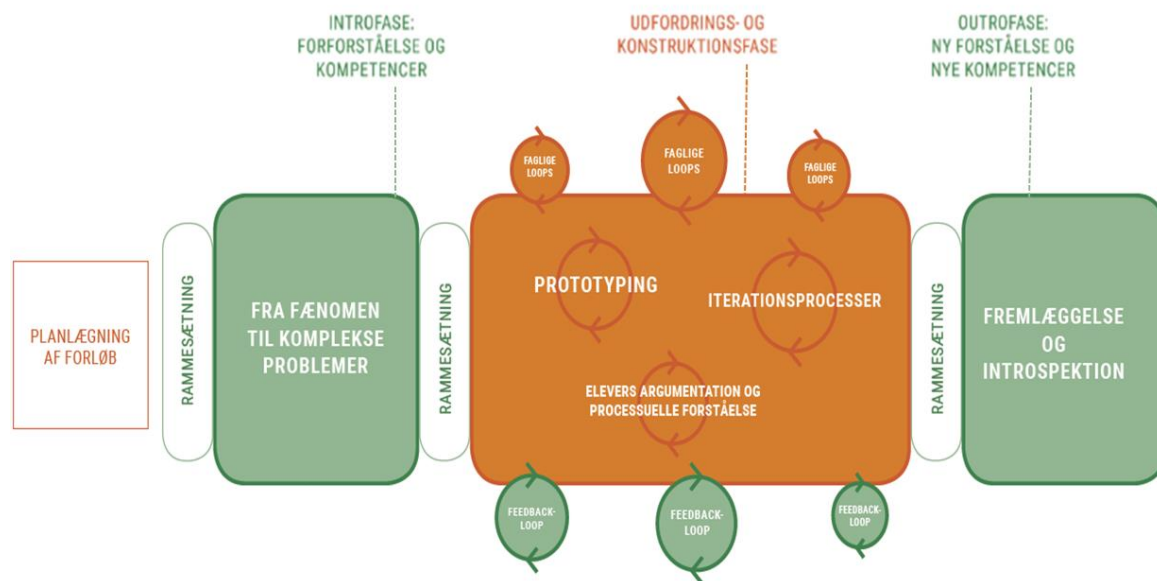 INTROFASE:
FORFORSTÅELSE OG
KOMPETENCER
UDFORDRINGS- OG
KONSTRUKTIONSFASE
OUTROFASE:
NY FORSTÅELSE OG
NYE KOMPETENCER
FAGLIGE
LOOPS
FAGLIGE
LOOPS
FAGLIGE
LOOPS
PLANLÆGNING
AF FORLØB
RAMMESÆTNING
FRA FÆNOMEN
TIL KOMPLEKSE
PROBLEMER
RAMMESÆTNING
PROTOTYPING
ITERATIONSPROCESSER
ELEVERS ARGUMENTATION OG
PROCESSUELLE FORSTÅELSE
RAMMESÆTNING
FREMLÆGGELSE
OG
INTROSPEKTION
FEEDBACK-
LOOP
FEEDBACK-
LOOP
FEEDBACK-
LOOP